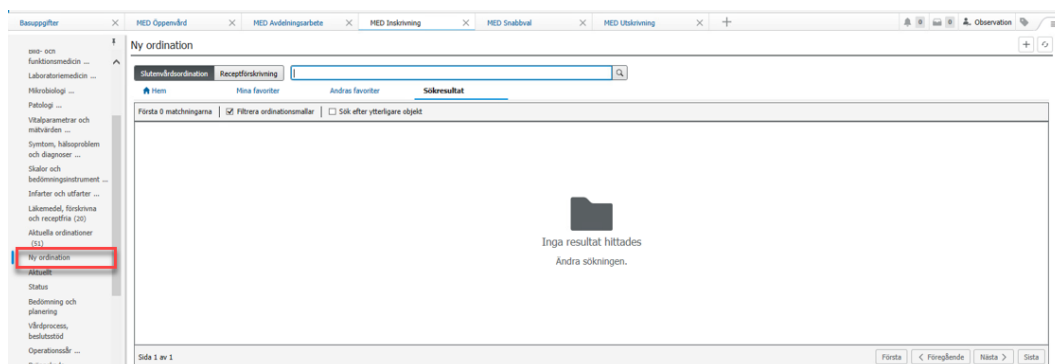 Basuppgifter
MED Öppenvård
MED Avdelningsarbete
MED Inskrivning
MED Snabbval
MED Utskrivning
0
0
Observation
Ny ordination
Slutenvårdsordination
Receptförskrivning
Hem
Mina favoriter
Andras favoriter
Sökresultat
Första 0 matchningarna
Filtrera ordinationsmallar
Sök efter ytterligare objekt
Inga resultat hittades
Ändra sökningen.
Sida 1 av 1
Första
Föregående
Nästa
Sista
funktionsmedicin ...
Laboratoriemedicin ...
Mikrobiologi ...
Patologi ...
Vitalparametrar och
mätvärden ...
Symtom, hälsoproblem
och diagnoser ...
Skalor och
bedömningsinstrument ...
Infarter och utfarter ...
Läkemedel, förskrivna
och receptfria (20)
Aktuella ordinationer
(51)
Ny ordination
Aktuellt
Status
Bedömning och
planering
Vårdprocess,
beslutsstöd
Operationssår ...